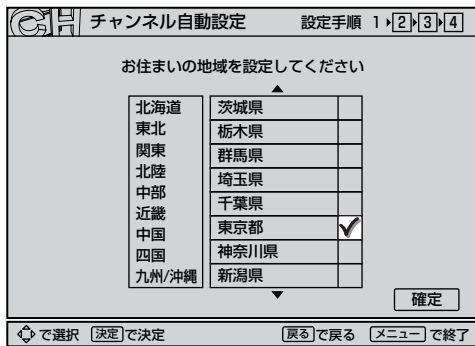 CH チャンネル自動設定 設定手順 1 2 3 4
お住まいの地域を設定してください
北海道
東北
関東
北陸
中部
近畿
中国
四国
九州/沖縄
茨城県
栃木県
群馬県
埼玉県
千葉県
東京都
神奈川県
新潟県
確定
で選択 決定で決定 戻るで戻る メニューで終了